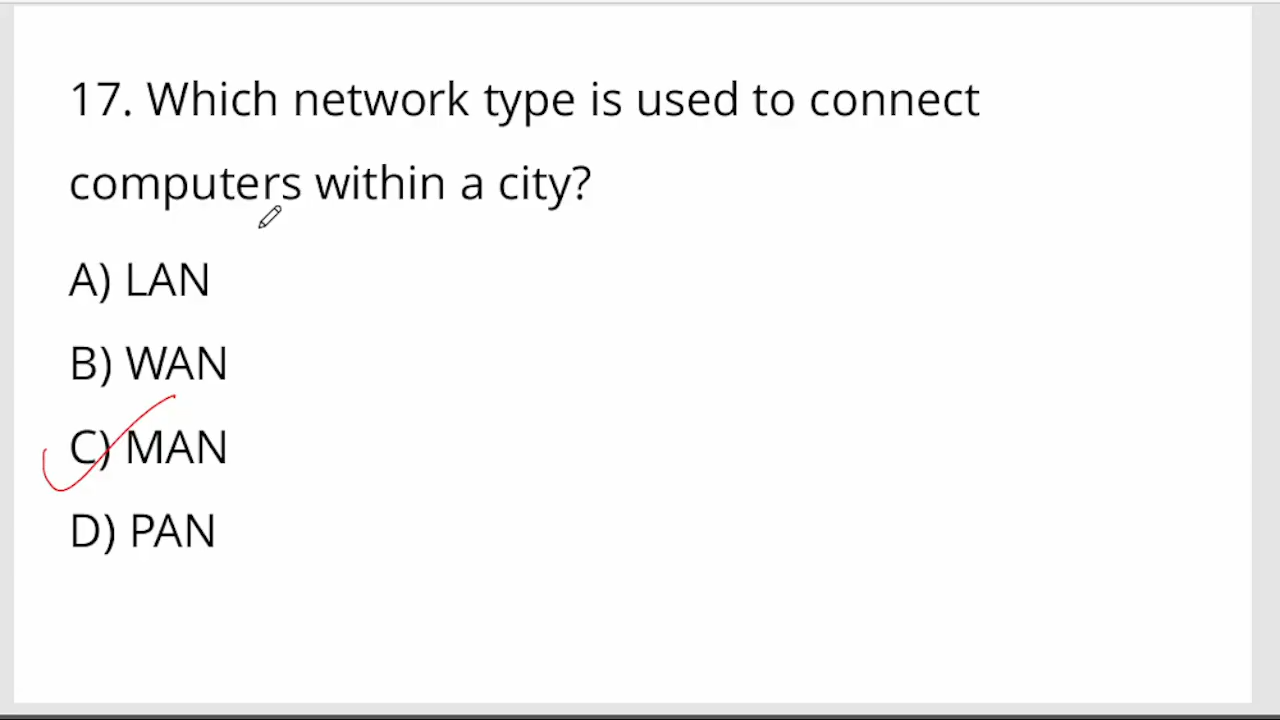 17. Which network type is used to connect
computers within a city?
A) LAN
B) WAN
C) MAN
D) PAN